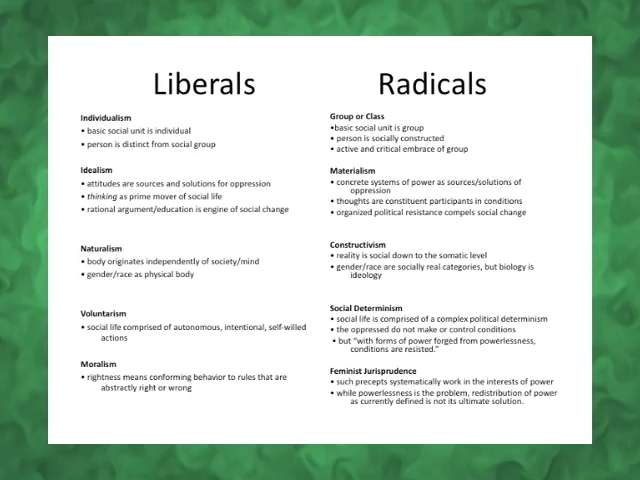 Liberals
Individualism
• basic social unit is individual
• person is distinct from social group
Idealism
• attitudes are sources and solutions for oppression
• thinking as prime mover of social life
• rational argument/education is engine of social change
Naturalism
• body originates independently of society/mind
• gender/race as physical body
Voluntarism
• social life comprised of autonomous, intentional, self-willed
actions
Moralism
• rightness means conforming behavior to rules that are
abstractly right or wrong
Radicals
Group or Class
•basic social unit is group
• person is socially constructed
• active and critical embrace of group
Materialism
• concrete systems of power as sources/solutions of
oppression
• thoughts are constituent participants in conditions
• organized political resistance compels social change
Constructivism
• reality is social down to the somatic level
• gender/race are socially real categories, but biology is
ideology
Social Determinism
• social life is comprised of a complex political determinism
• the oppressed do not make or control conditions
• but "with forms of power forged from powerlessness,
conditions are resisted."
Feminist Jurisprudence
• such precepts systematically work in the interests of power
• while powerlessness is the problem, redistribution of power
as currently defined is not its ultimate solution.